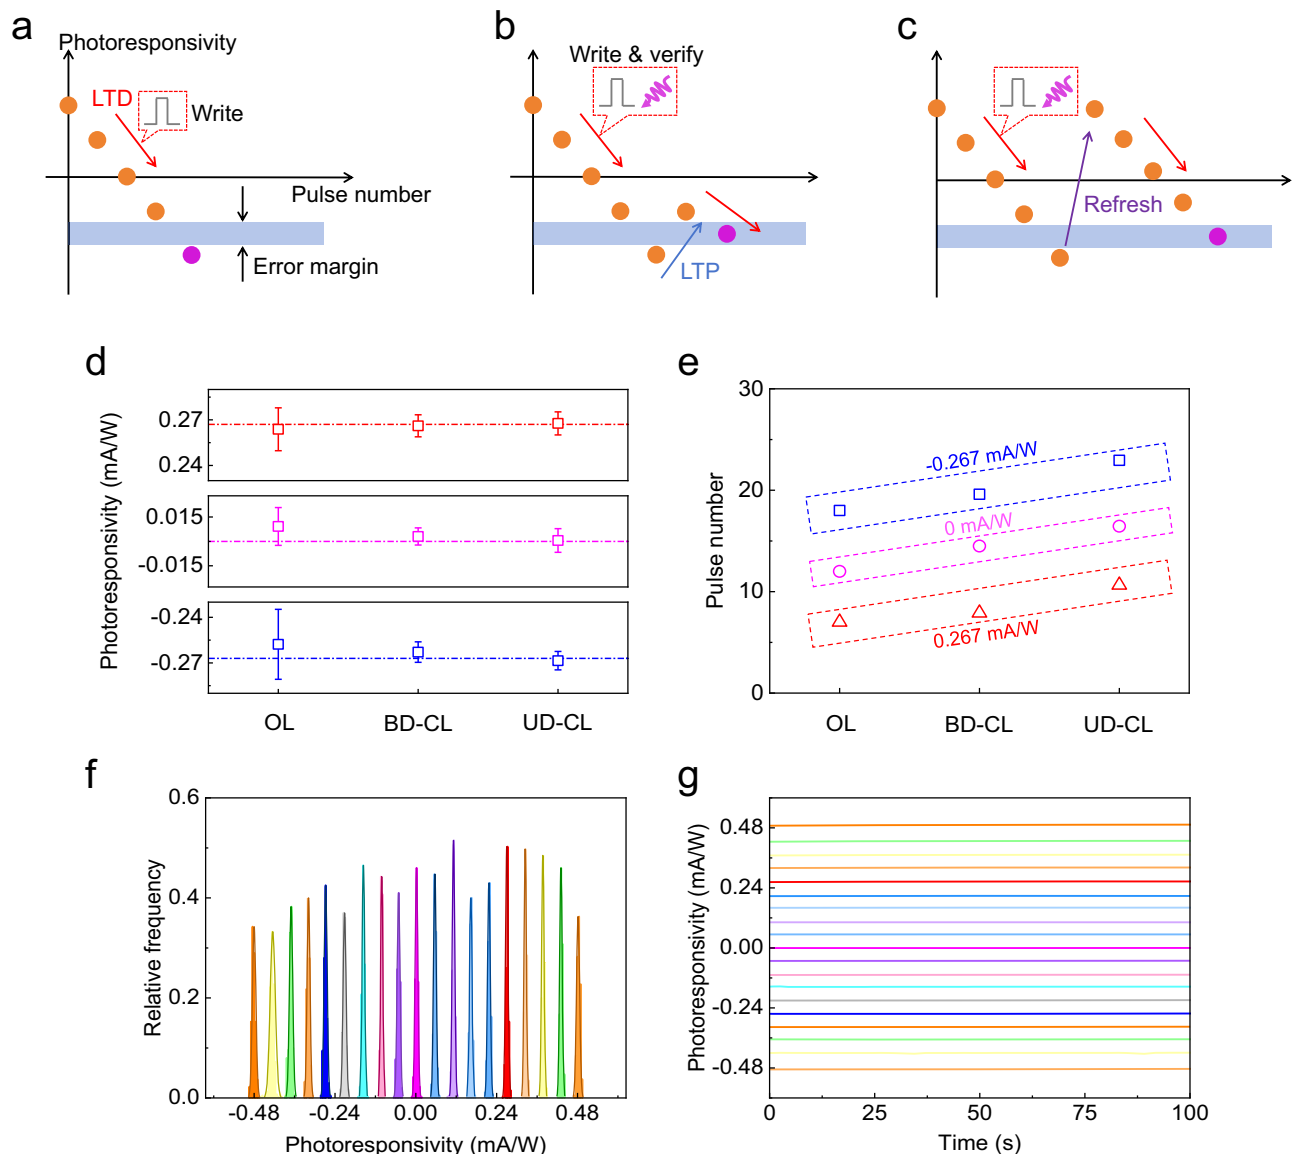 a
Photoresponsivity
LTD
Write
Pulse number
Error margin
b
Write & verify
LTP
c
Refresh
d
Photoresponsivity (mA/W)
0.27
0.24
0.015
-0.015
-0.24
-0.27
OL
BD-CL
UD-CL
e
Pulse number
30
20
10
0
-0.267 mA/W
0 mA/W
0.267 mA/W
OL
BD-CL
UD-CL
f
Relative frequency
0.6
0.4
0.2
0.0
-0.48
-0.24
0.00
0.24
0.48
Photoresponsivity (mA/W)
g
Photoresponsivity (mA/W)
0.48
0.24
0.00
-0.24
-0.48
0
25
50
75
100
Time (s)